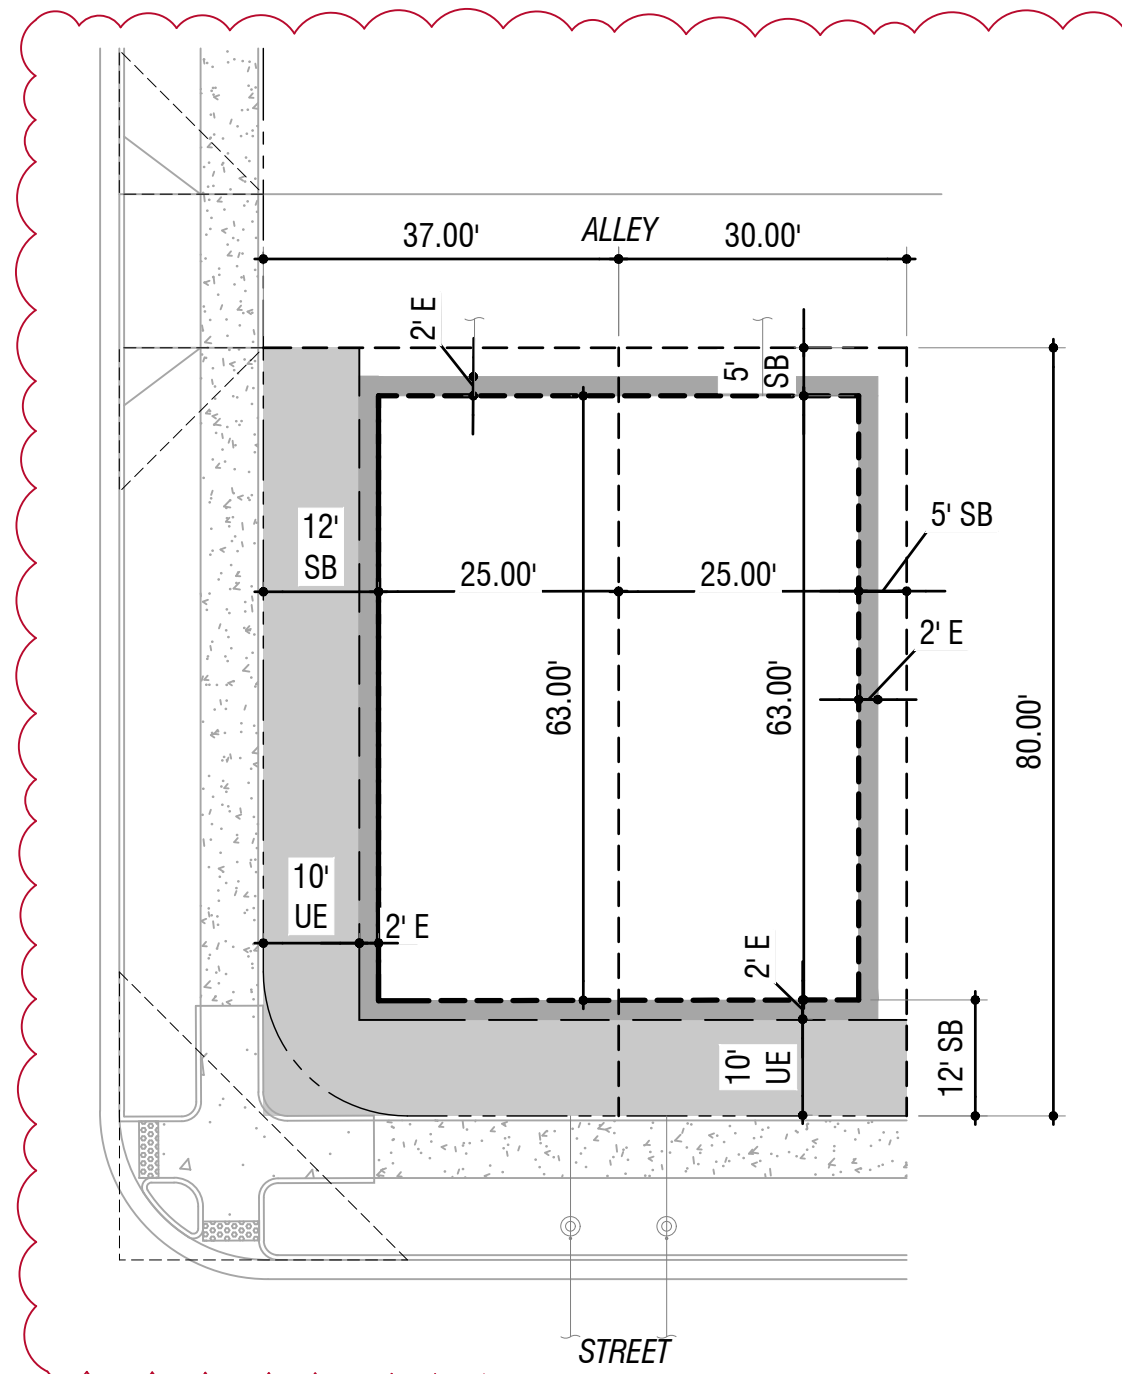 37.00'
ALLEY
30.00'
2' E
5'
SB
12'
SB
25.00'
25.00'
5' SB
2' E
63.00'
63.00'
80.00'
10'
UE
2' E
2' E
10'
UE
12' SB
STREET